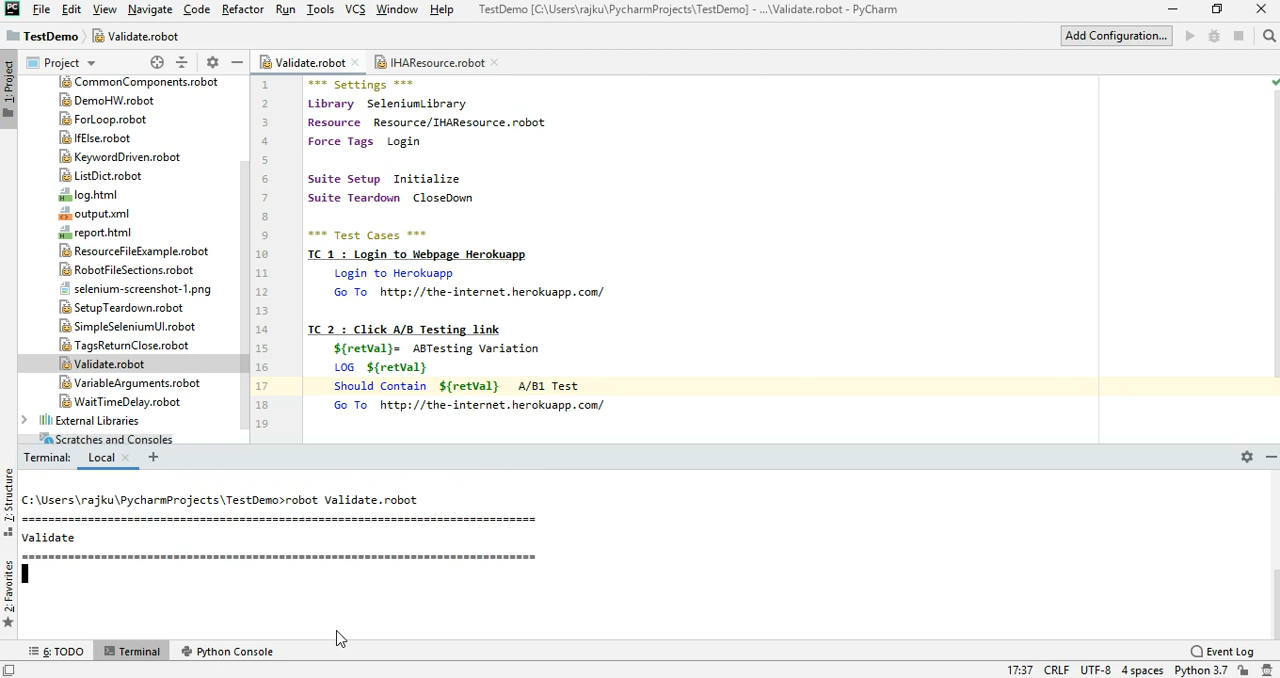 File Edit View Navigate Code Refactor Run Tools VCS Window Help TestDemo [C:\Users\rajku\PycharmProjects\TestDemo] - ...\Validate.robot - PyCharm
TestDemo Validate.robot Add Configuration...
Project Validate.robot IHAResource.robot
1: Project
CommonComponents.robot
DemoHW.robot
ForLoop.robot
IfElse.robot
KeywordDriven.robot
ListDict.robot
log.html
output.xml
report.html
ResourceFileExample.robot
RobotFileSections.robot
selenium-screenshot-1.png
SetupTeardown.robot
SimpleSeleniumUI.robot
TagsReturnClose.robot
Validate.robot
VariableArguments.robot
WaitTimeDelay.robot
External Libraries
Scratches and Consoles
1 *** Settings ***
2 Library SeleniumLibrary
3 Resource Resource/IHAResource.robot
4 Force Tags Login
5
6 Suite Setup Initialize
7 Suite Teardown CloseDown
8
9 *** Test Cases ***
10 TC 1 : Login to Webpage Herokuapp
11 Login to Herokuapp
12 Go To http://the-internet.herokuapp.com/
13
14 TC 2 : Click A/B Testing link
15 ${retVal}= ABTesting Variation
16 LOG ${retVal}
17 Should Contain ${retVal} A/B1 Test
18 Go To http://the-internet.herokuapp.com/
19
Terminal: Local +
7: Structure
2: Favorites
C:\Users\rajku\PycharmProjects\TestDemo>robot Validate.robot
==============================================================================
Validate
==============================================================================
6: TODO Terminal Python Console Event Log
17:37 CRLF UTF-8 4 spaces Python 3.7